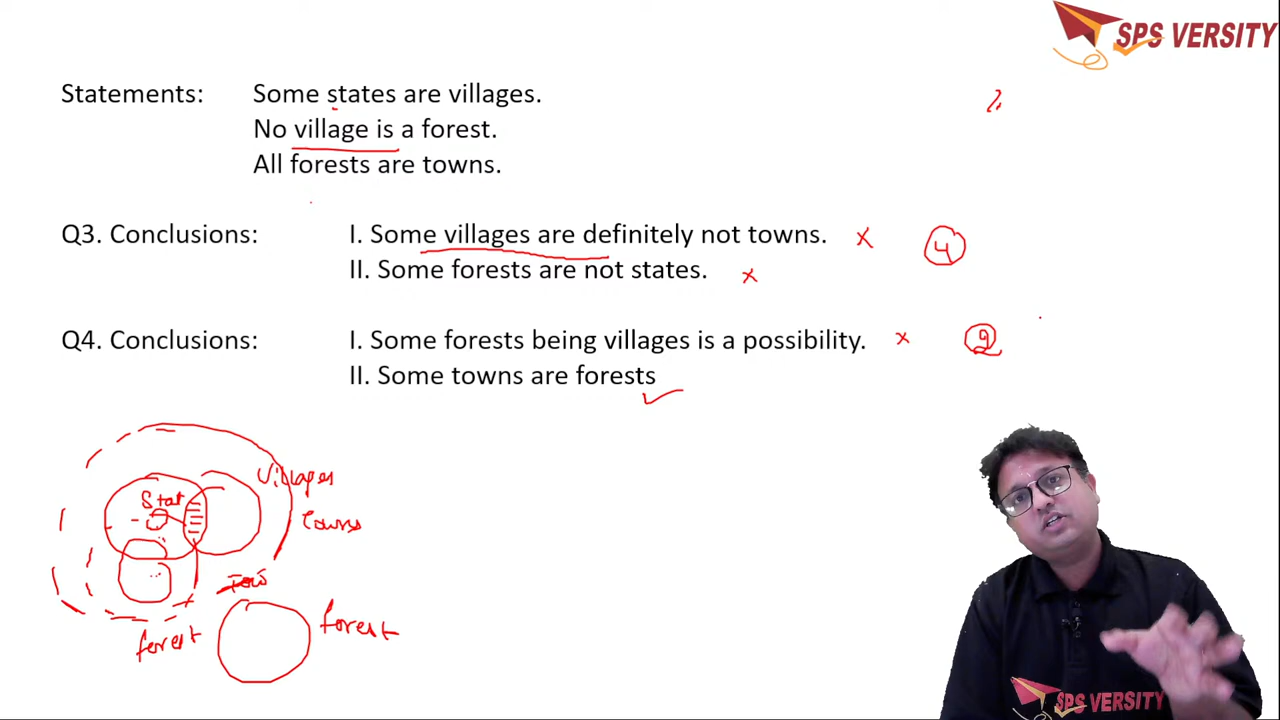 SPS VERSITY
Statements: Some states are villages.
No village is a forest.
All forests are towns.
Q3. Conclusions: I. Some villages are definitely not towns. x
4
II. Some forests are not states. x
Q4. Conclusions: I. Some forests being villages is a possibility. x
2
II. Some towns are forests
Villages
Stat
Towns
forest
forest
SPS VERSITY